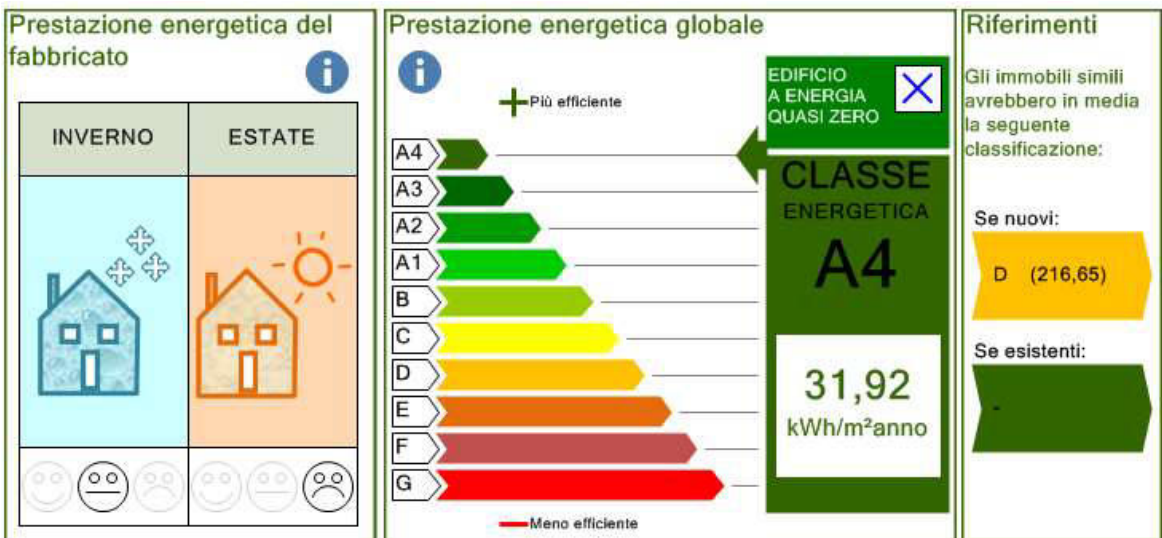 Prestazione energetica del
fabbricato
i
INVERNO
ESTATE
Prestazione energetica globale
i
Più efficiente
A4
A3
A2
A1
B
C
D
E
F
G
Meno efficiente
EDIFICIO
A ENERGIA
QUASI ZERO
CLASSE
ENERGETICA
A4
31,92
kWh/m²anno
Riferimenti
Gli immobili simili
avrebbero in media
la seguente
classificazione:
Se nuovi:
D (216,65)
Se esistenti:
-